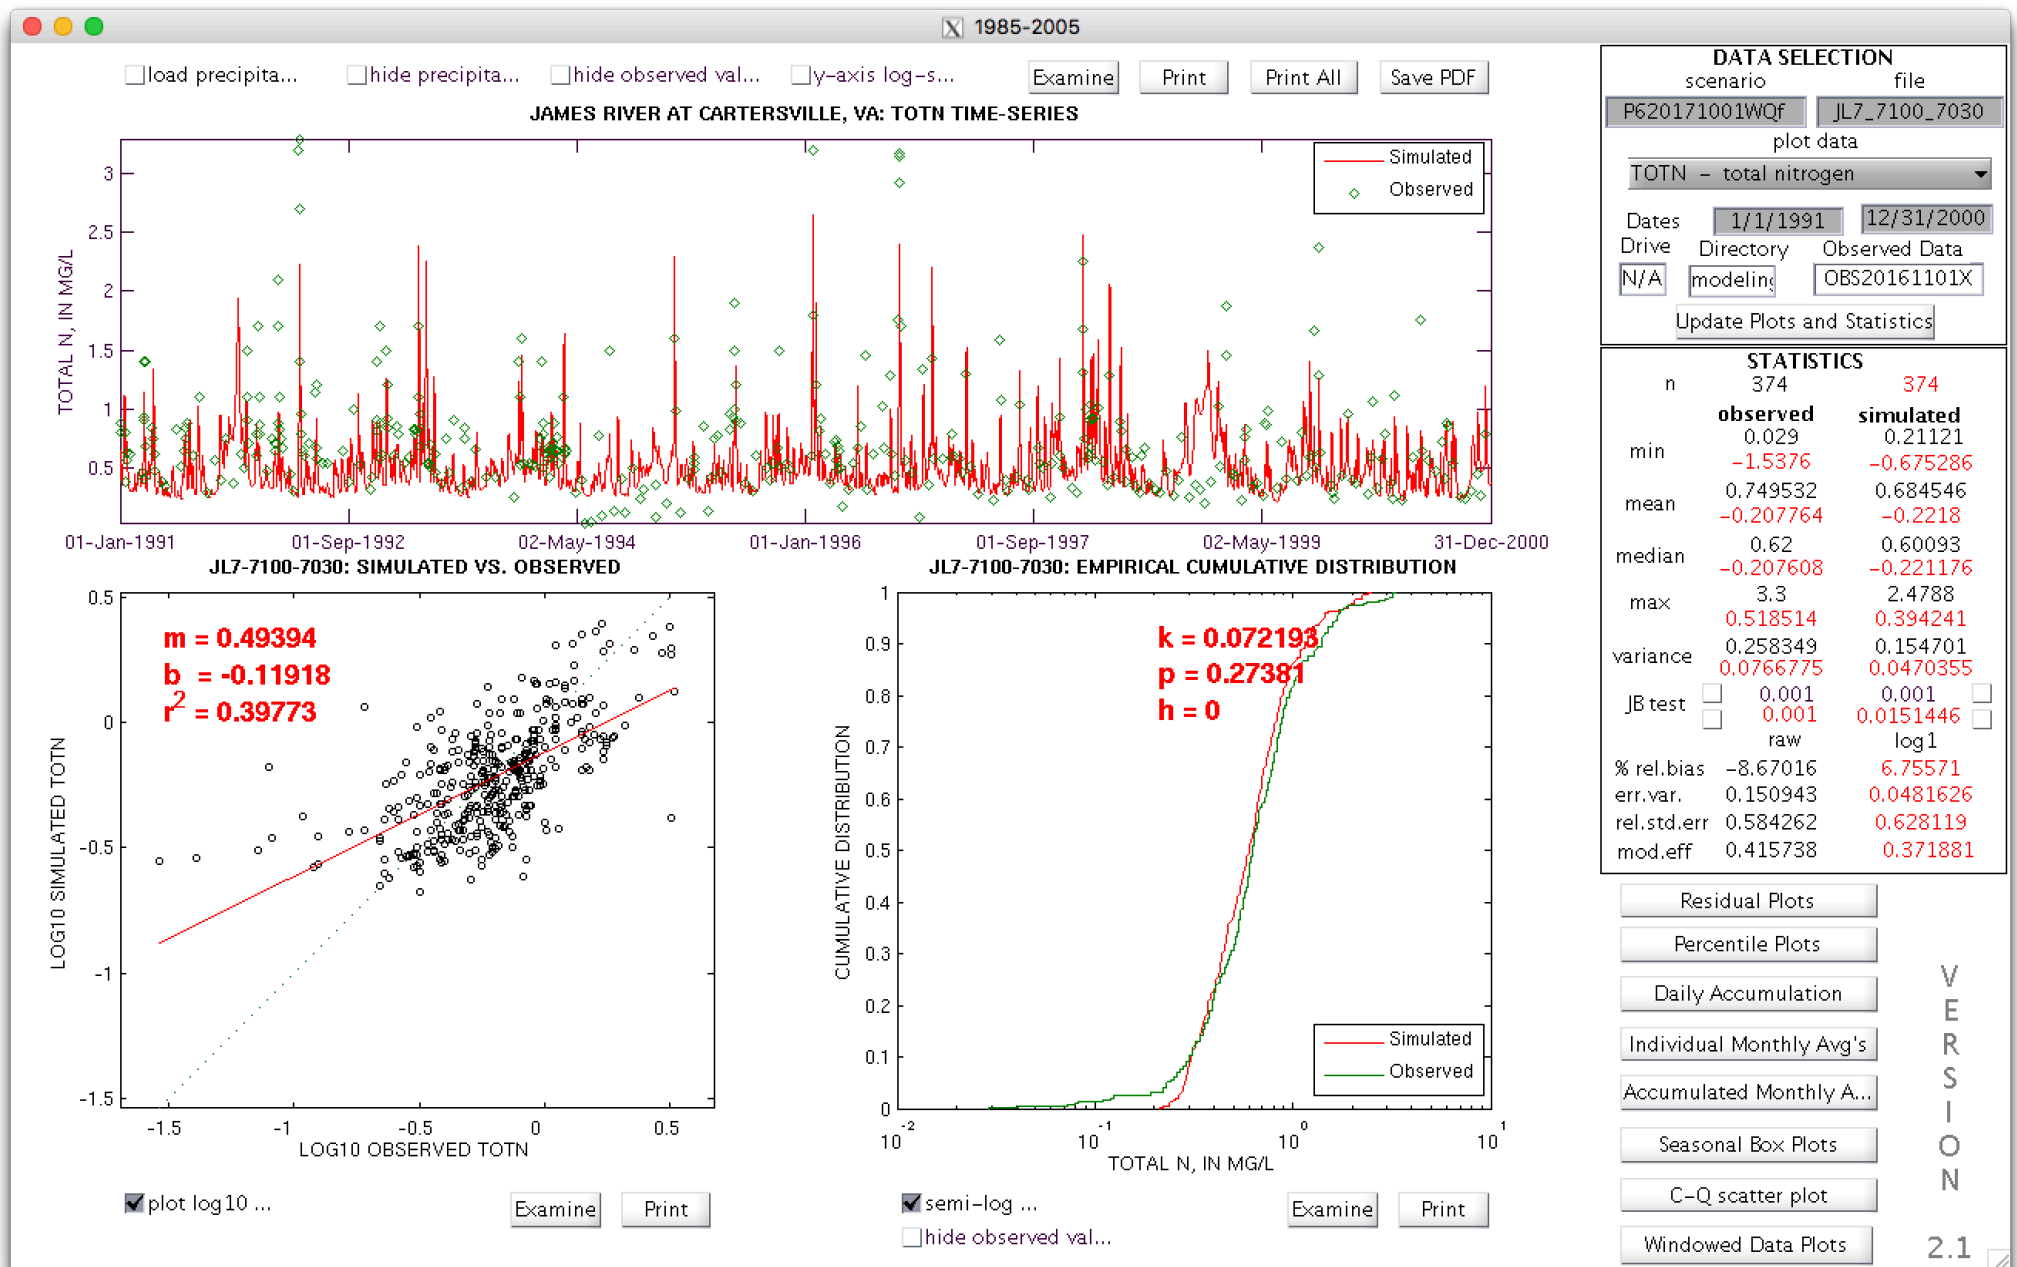 1985-2005
load precipita...
hide precipita...
hide observed val...
y-axis log-s...
Examine
Print
Print All
Save PDF
JAMES RIVER AT CARTERSVILLE, VA: TOTN TIME-SERIES
TOTAL N, IN MG/L
3
2.5
2
1.5
1
0.5
Simulated
Observed
01-Jan-1991
01-Sep-1992
02-May-1994
01-Jan-1996
01-Sep-1997
02-May-1999
31-Dec-2000
JL7-7100-7030: SIMULATED VS. OBSERVED
m = 0.49394
b = -0.11918
r² = 0.39773
LOG10 SIMULATED TOTN
0.5
0
-0.5
-1
-1.5
-1.5
-1
-0.5
0
0.5
LOG10 OBSERVED TOTN
plot log10 ...
Examine
Print
JL7-7100-7030: EMPIRICAL CUMULATIVE DISTRIBUTION
k = 0.072193
p = 0.27381
h = 0
CUMULATIVE DISTRIBUTION
1
0.9
0.8
0.7
0.6
0.5
0.4
0.3
0.2
0.1
0
Simulated
Observed
10⁻²
10⁻¹
10⁰
10¹
TOTAL N, IN MG/L
semi-log ...
hide observed val...
Examine
Print
DATA SELECTION
scenario file
P620171001WQf JL7_7100_7030
plot data
TOTN - total nitrogen
Dates 1/1/1991 12/31/2000
Drive Directory Observed Data
N/A modeling OBS20161101X
Update Plots and Statistics
STATISTICS
n 374 374
observed simulated
min 0.029 0.21121
-1.5376 -0.675286
mean 0.749532 0.684546
-0.207764 -0.2218
median 0.62 0.60093
-0.207608 -0.221176
max 3.3 2.4788
0.518514 0.394241
variance 0.258349 0.154701
0.0766775 0.0470355
JB test 0.001 0.001
0.001 0.0151446
raw log1
% rel.bias -8.67016 6.75571
err.var. 0.150943 0.0481626
rel.std.err 0.584262 0.628119
mod.eff 0.415738 0.371881
Residual Plots
Percentile Plots
Daily Accumulation
Individual Monthly Avg's
Accumulated Monthly A...
Seasonal Box Plots
C-Q scatter plot
Windowed Data Plots
VERSION
2.1